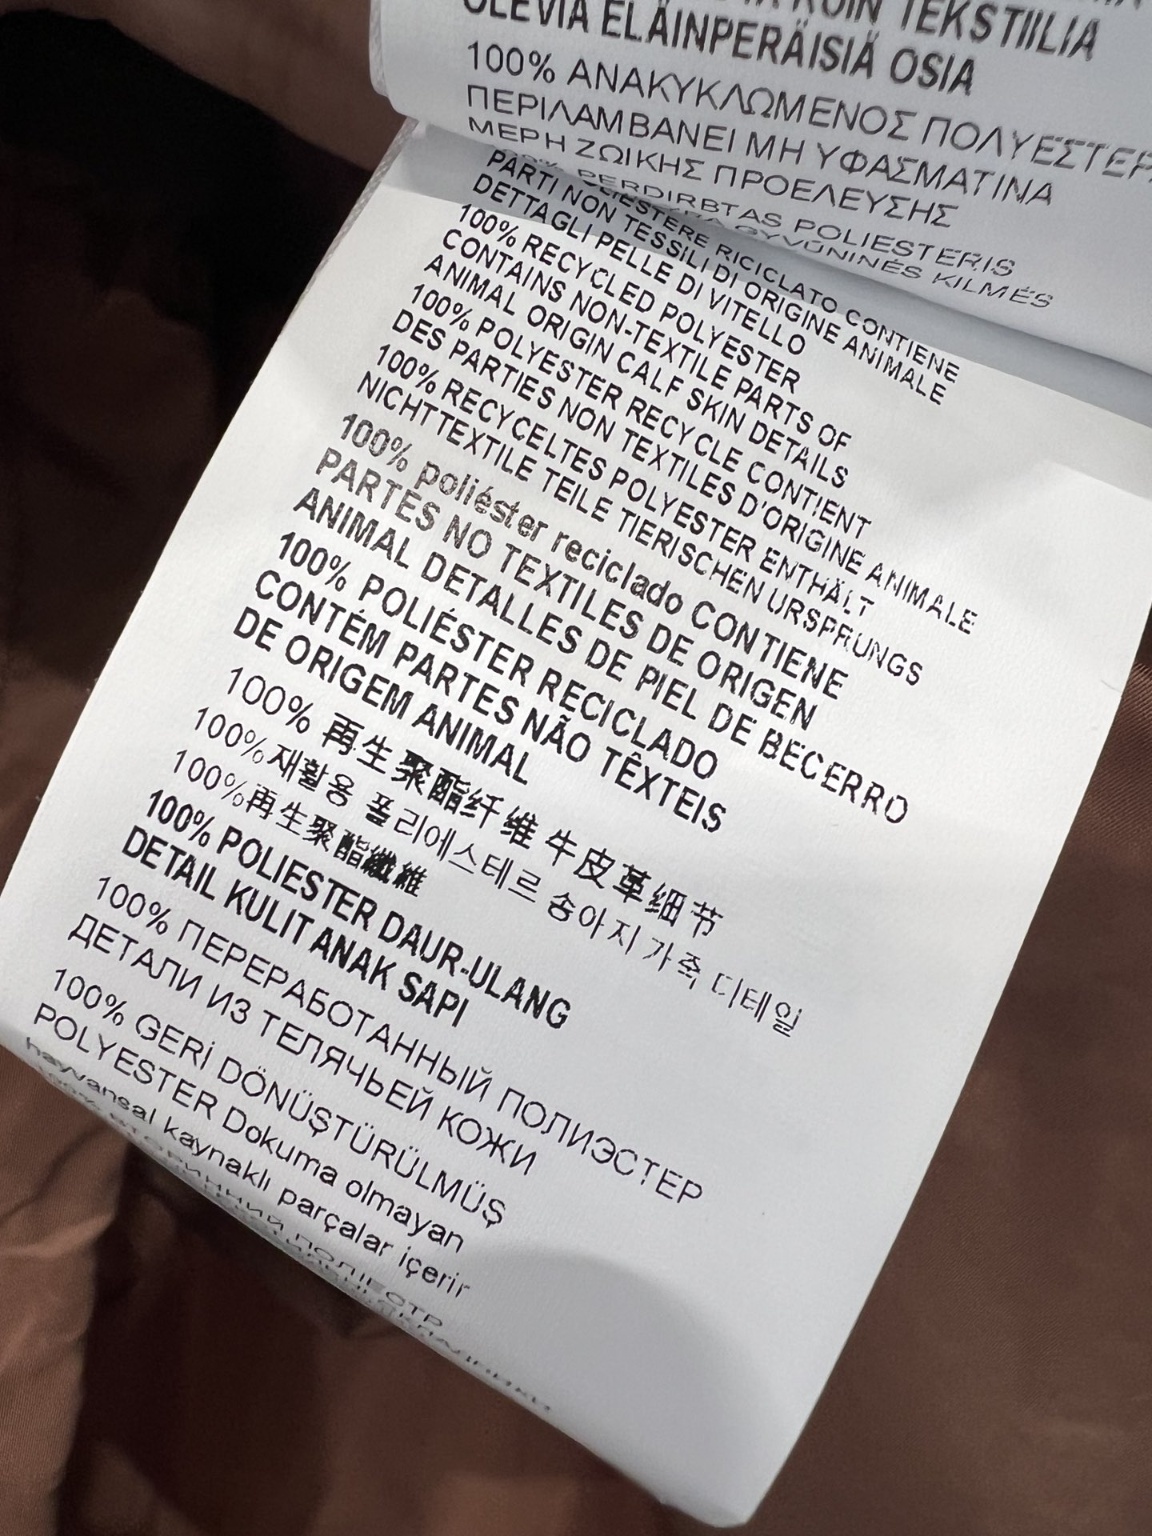 KUIN TEKSTIILIA
OLEVIA ELÄINPERÄISIÄ OSIA
100% ΑΝΑΚΥΚΛΩΜΕΝΟΣ ΠΟΛΥΕΣΤΕΡ
ΠΕΡΙΛΑΜΒΑΝΕΙ ΜΗ ΥΦΑΣΜΑΤΙΝΑ
ΜΕΡΗ ΖΩΙΚΗΣ ΠΡΟΕΛΕΥΣΗΣ
PERDIRBTAS POLIESTERIS
GYVŪNINĖS KILMĖS
POLIESTERE RICICLATO CONTIENE
PARTI NON TESSILI DI ORIGINE ANIMALE
DETTAGLI PELLE DI VITELLO
100% RECYCLED POLYESTER
CONTAINS NON-TEXTILE PARTS OF
ANIMAL ORIGIN CALF SKIN DETAILS
100% POLYESTER RECYCLE CONTIENT
DES PARTIES NON TEXTILES D'ORIGINE ANIMALE
100% RECYCELTES POLYESTER ENTHÄLT
NICHTTEXTILE TEILE TIERISCHEN URSPRUNGS
100% poliéster reciclado CONTIENE
PARTES NO TEXTILES DE ORIGEN
ANIMAL DETALLES DE PIEL DE BECERRO
100% POLIÉSTER RECICLADO
CONTÉM PARTES NÃO TÊXTEIS
DE ORIGEM ANIMAL
100% 再生聚酯纤维 牛皮革细节
100%재활용 폴리에스테르 송아지 가죽 디테일
100%再生聚酯纖維
100% POLIESTER DAUR-ULANG
DETAIL KULIT ANAK SAPI
100% ПЕРЕРАБОТАННЫЙ ПОЛИЭСТЕР
ДЕТАЛИ ИЗ ТЕЛЯЧЬЕЙ КОЖИ
100% GERİ DÖNÜŞTÜRÜLMÜŞ
POLYESTER Dokuma olmayan
hayvansal kaynaklı parçalar içerir
100% ВТОРИННИЙ ПОЛІЕСТР